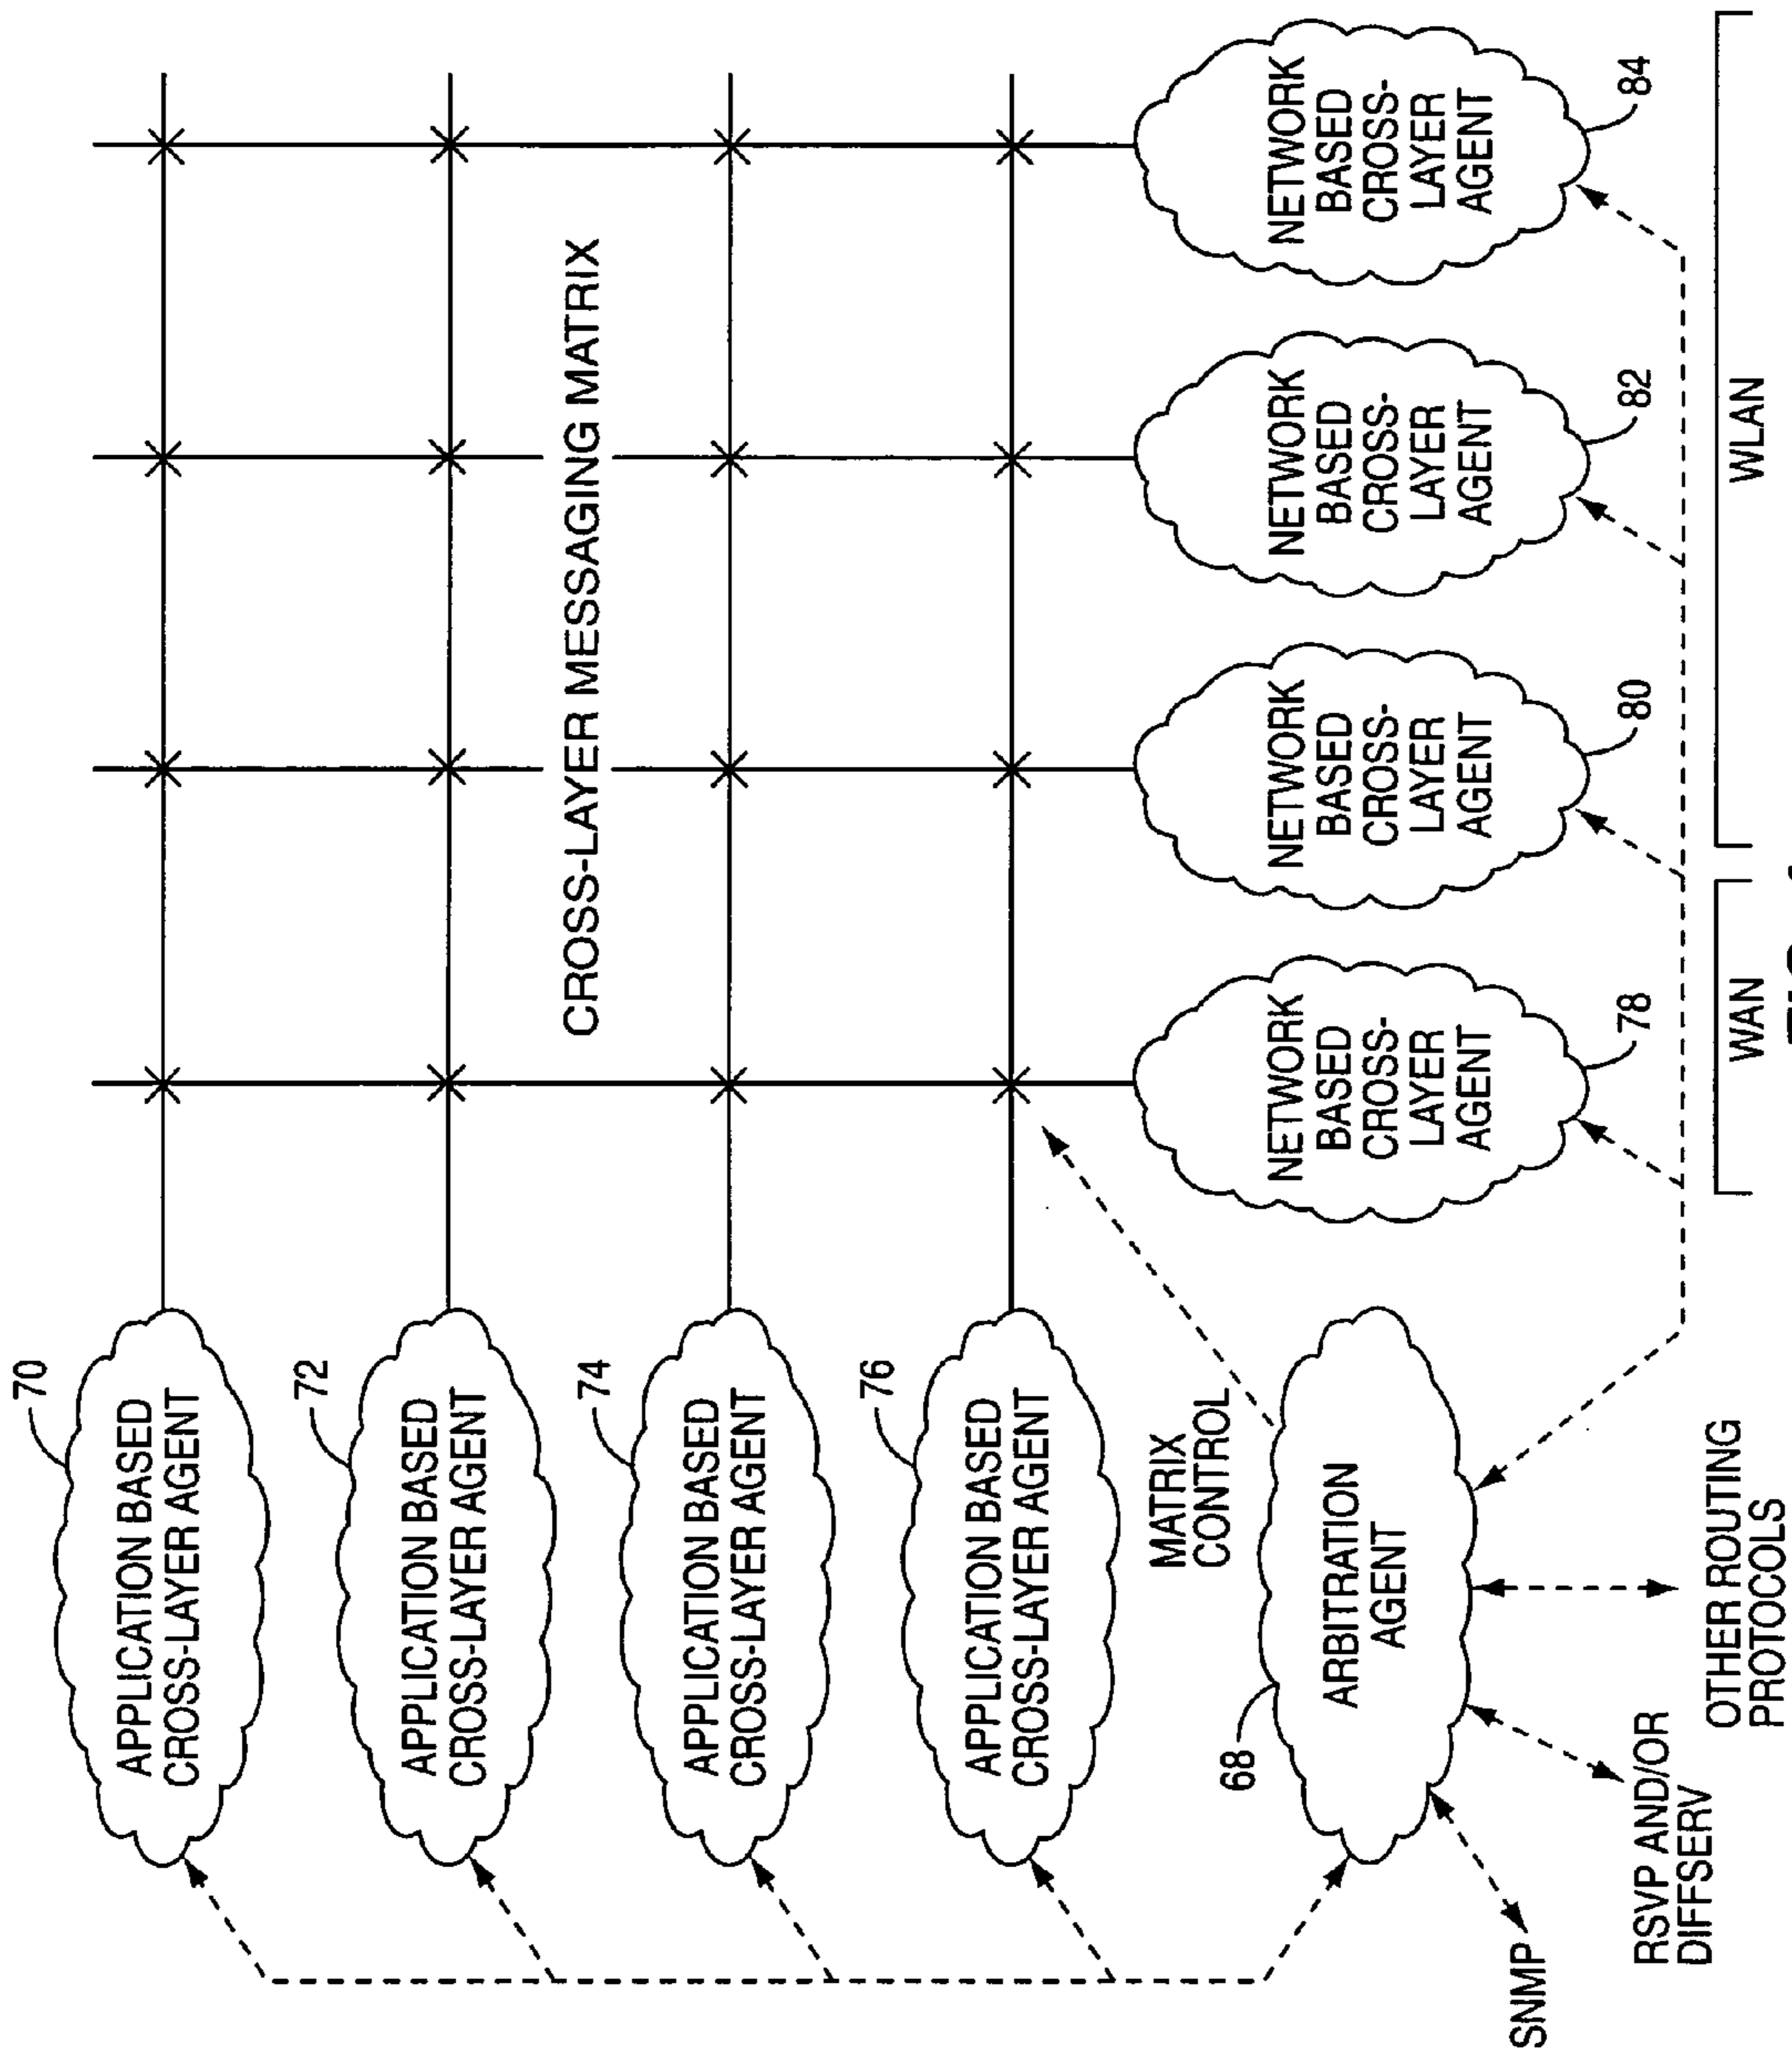 70
APPLICATION BASED
CROSS-LAYER AGENT
72
APPLICATION BASED
CROSS-LAYER AGENT
CROSS-LAYER MESSAGING MATRIX
74
APPLICATION BASED
CROSS-LAYER AGENT
76
APPLICATION BASED
CROSS-LAYER AGENT
MATRIX
CONTROL
68
ARBITRATION
AGENT
NETWORK
BASED
CROSS-
LAYER
AGENT
78
NETWORK
BASED
CROSS-
LAYER
AGENT
80
NETWORK
BASED
CROSS-
LAYER
AGENT
82
NETWORK
BASED
CROSS-
LAYER
AGENT
84
SNMP
RSVP AND/OR
DIFFSERV
OTHER ROUTING
PROTOCOLS
WAN
WLAN